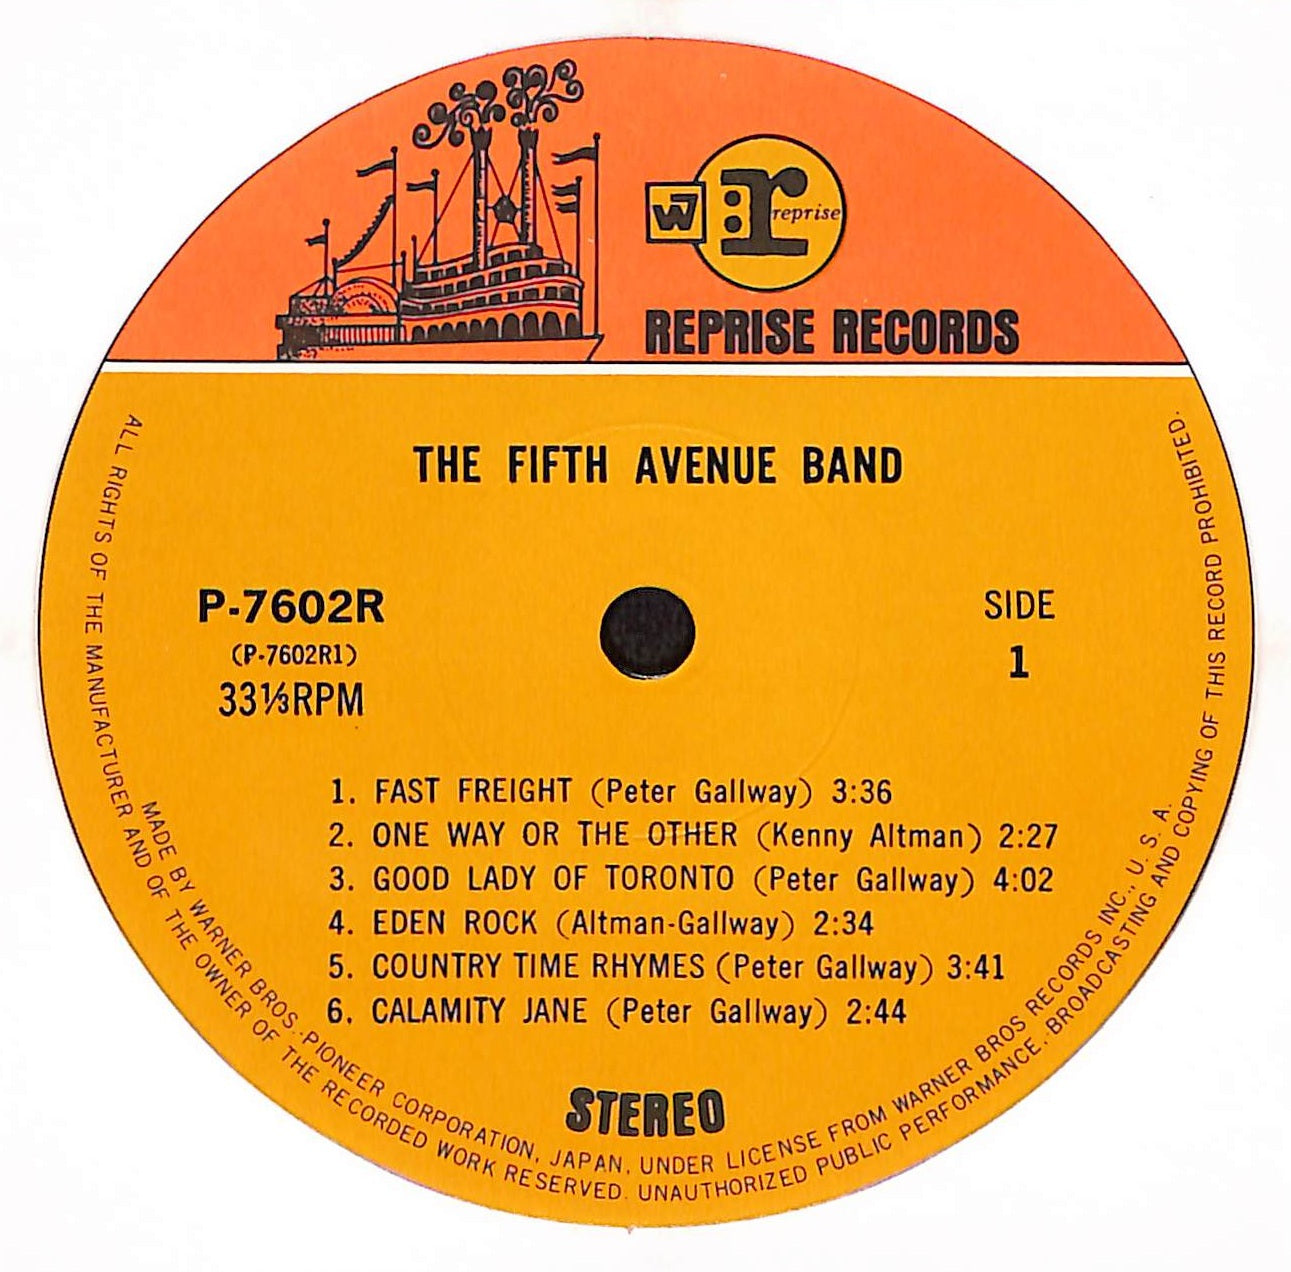 W7 r reprise
REPRISE RECORDS
THE FIFTH AVENUE BAND
P-7602R
(P-7602R1)
33⅓RPM
SIDE
1
1. FAST FREIGHT (Peter Gallway) 3:36
2. ONE WAY OR THE OTHER (Kenny Altman) 2:27
3. GOOD LADY OF TORONTO (Peter Gallway) 4:02
4. EDEN ROCK (Altman-Gallway) 2:34
5. COUNTRY TIME RHYMES (Peter Gallway) 3:41
6. CALAMITY JANE (Peter Gallway) 2:44
STEREO
MADE BY WARNER BROS.-PIONEER CORPORATION, JAPAN, UNDER LICENSE FROM WARNER BROS RECORDS INC., U. S. A.
ALL RIGHTS OF THE MANUFACTURER AND OF THE OWNER OF THE RECORDED WORK RESERVED. UNAUTHORIZED PUBLIC PERFORMANCE, BROADCASTING AND COPYING OF THIS RECORD PROHIBITED.